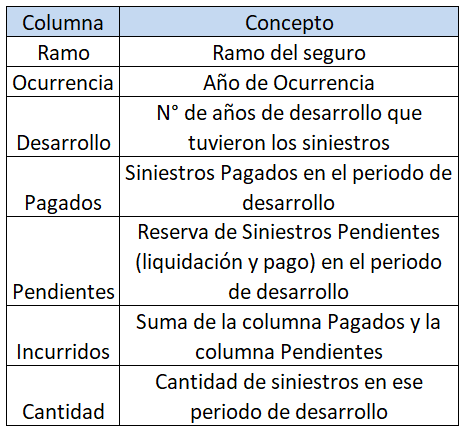 Columna Concepto
Ramo Ramo del seguro
Ocurrencia Año de Ocurrencia
N° de años de desarrollo que
Desarrollo tuvieron los siniestros
Siniestros Pagados en el periodo de
Pagados desarrollo
Reserva de Siniestros Pendientes
(liquidación y pago) en el periodo
Pendientes de desarrollo
Suma de la columna Pagados y la
Incurridos columna Pendientes
Cantidad de siniestros en ese
Cantidad periodo de desarrollo